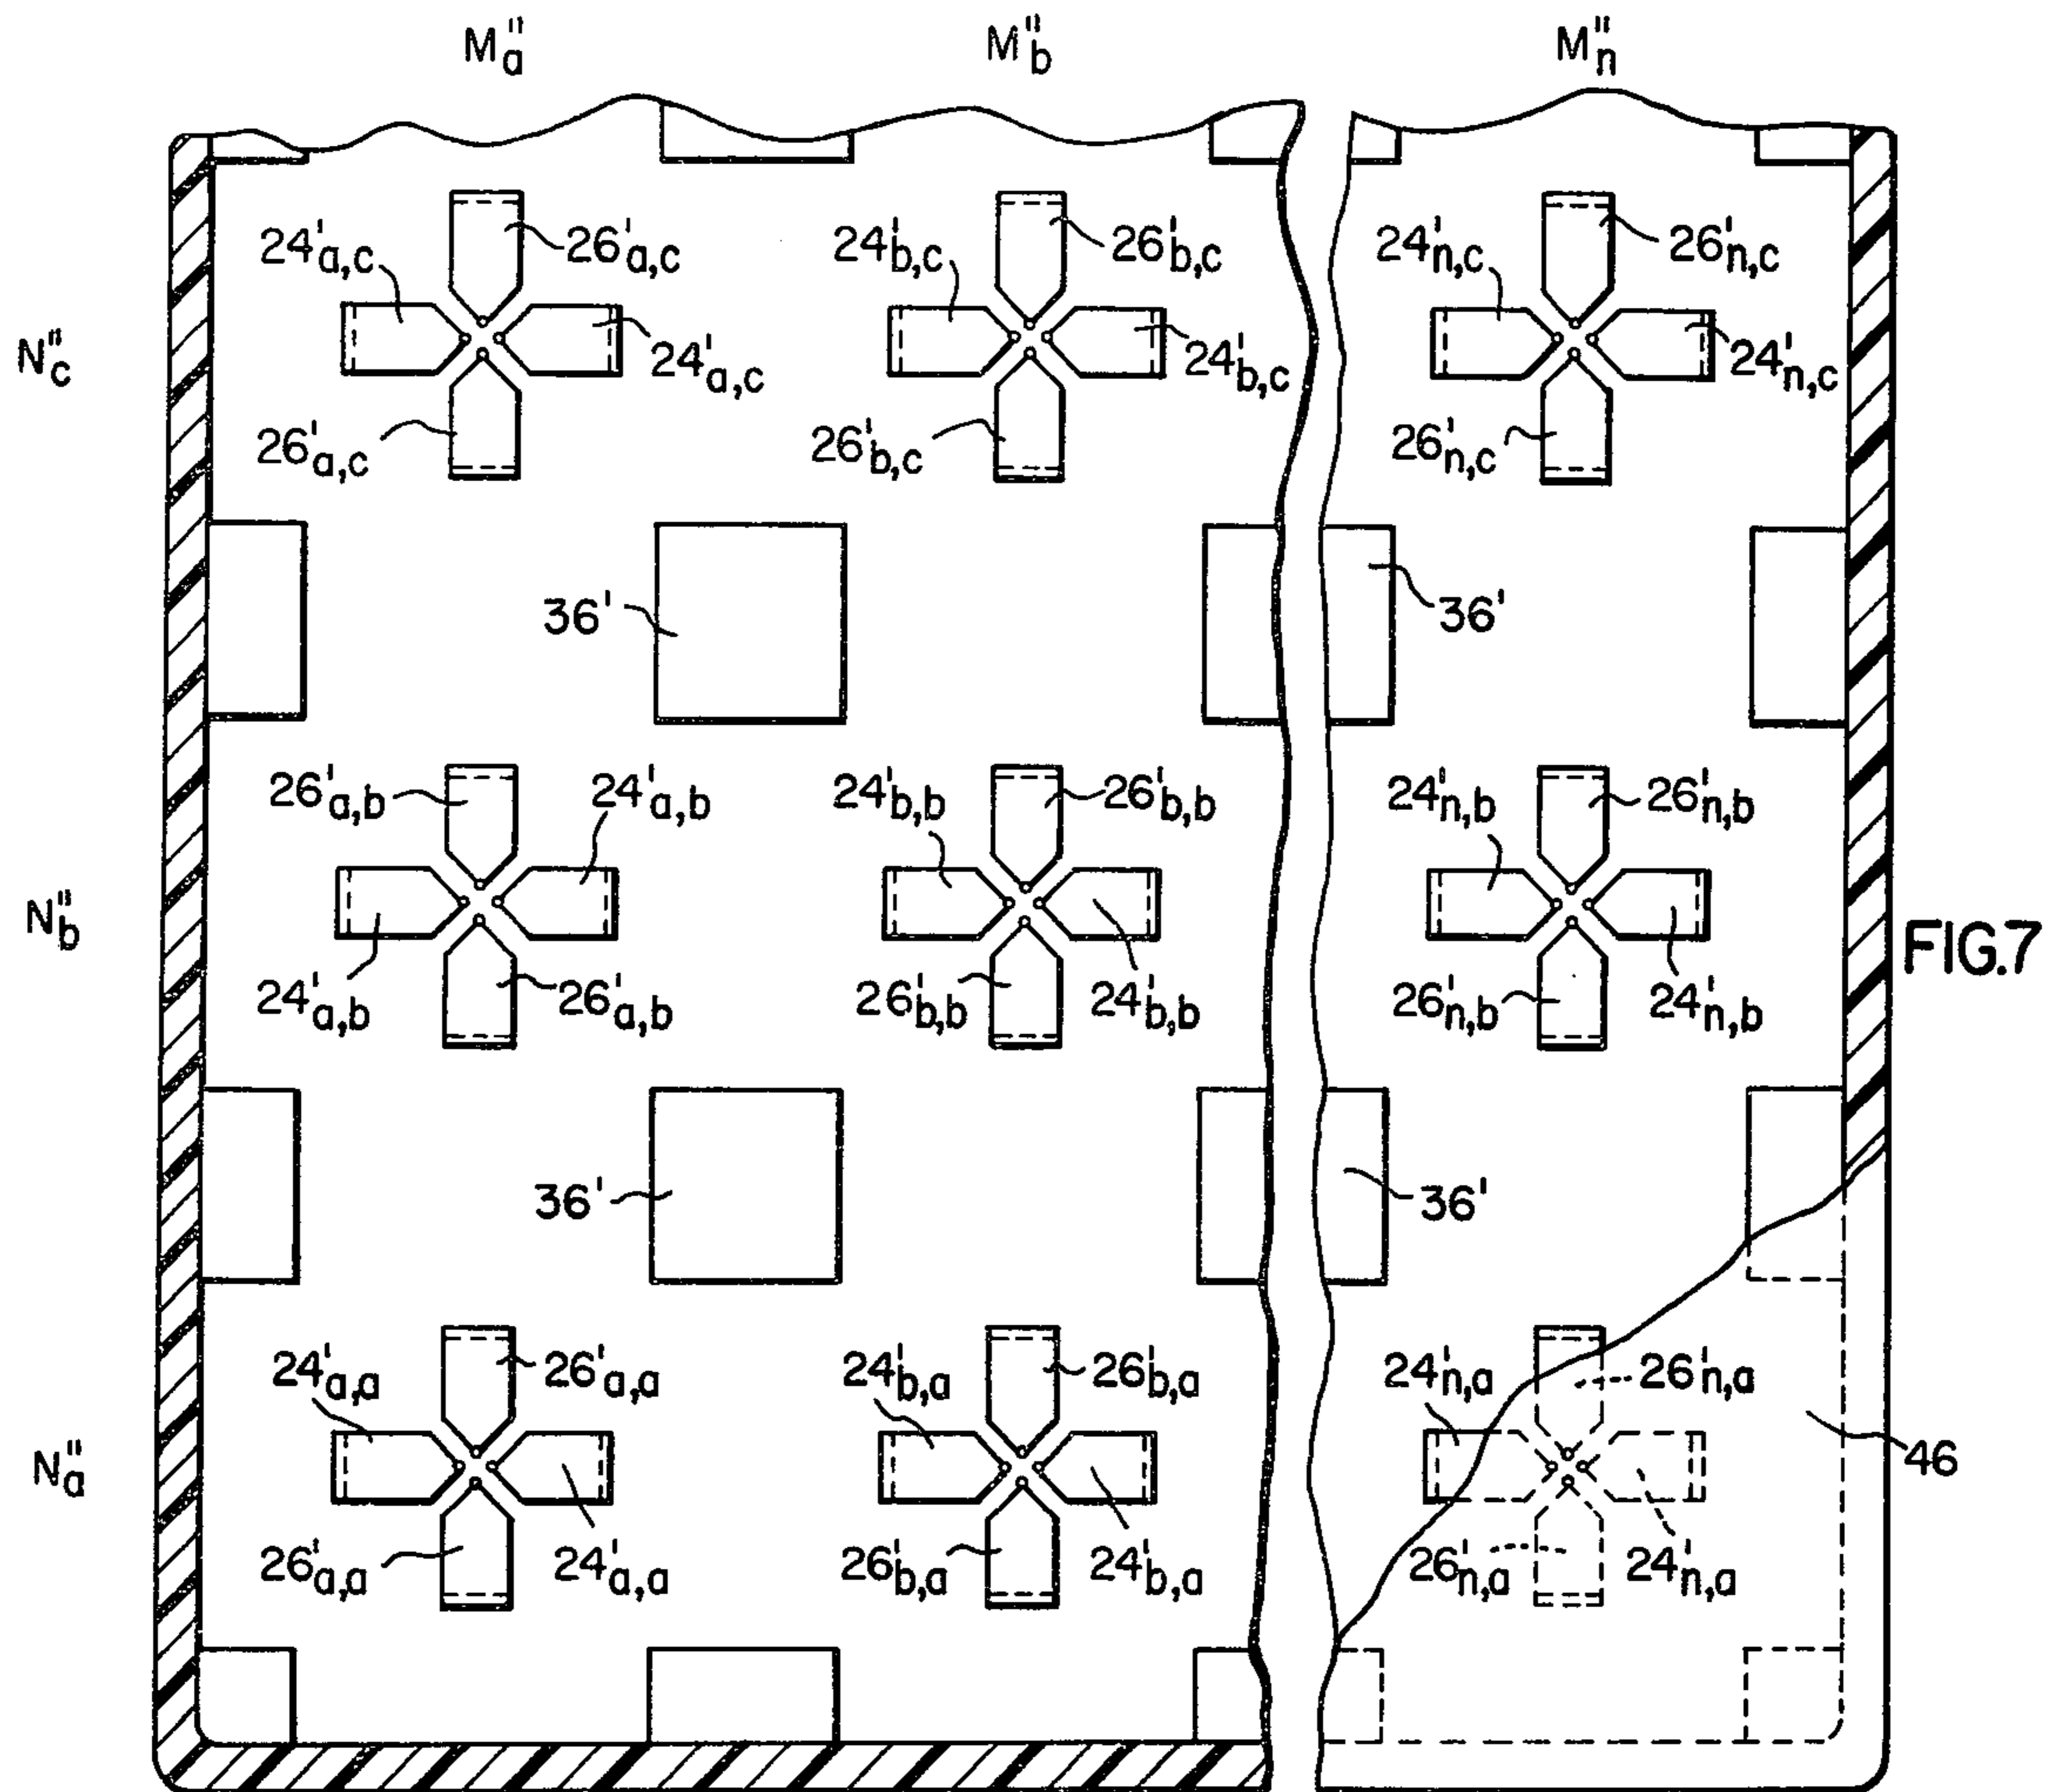 M"a M"b M"n
24'a,c 26'a,c 24'b,c 26'b,c 24'n,c 26'n,c
N"c 24'a,c 24'b,c 24'n,c
26'a,c 26'b,c 26'n,c
36' 36'
26'a,b 24'a,b 24'b,b 26'b,b 24'n,b 26'n,b
N"b FIG.7
24'a,b 26'a,b 26'b,b 24'b,b 26'n,b 24'n,b
36' 36'
24'a,a 26'a,a 24'b,a 26'b,a 24'n,a 26'n,a
N"a 46
26'a,a 24'a,a 26'b,a 24'b,a 26'n,a 24'n,a